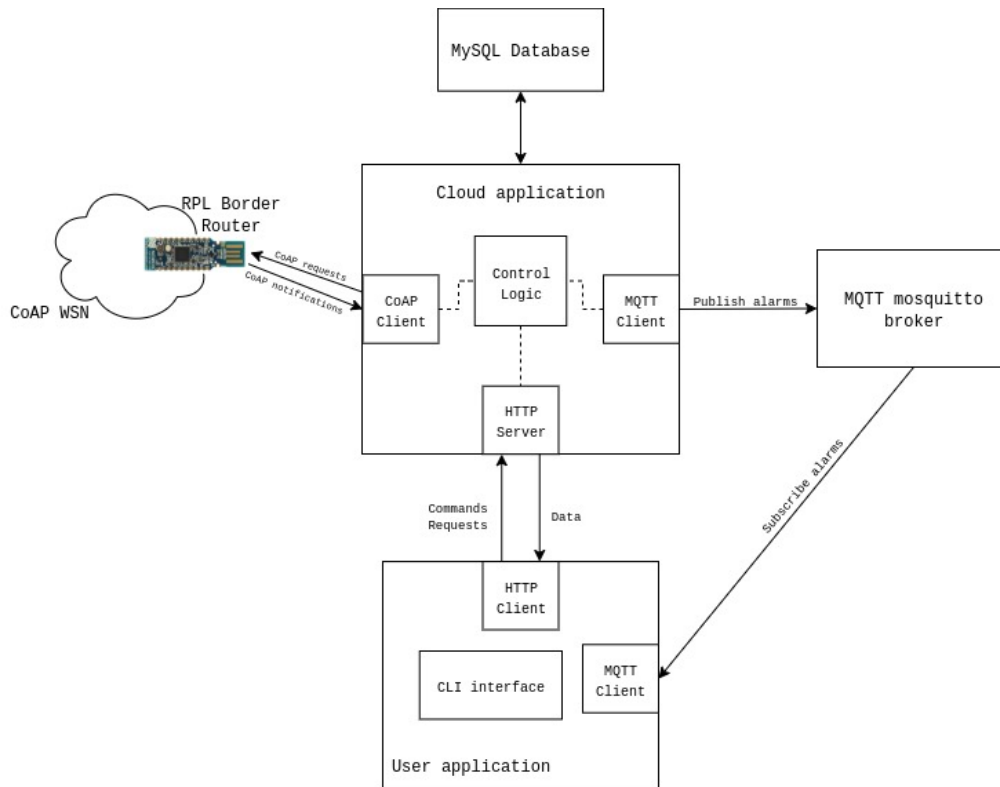 MySQL Database
Cloud application
RPL Border
Router
CoAP WSN
CoAP requests
CoAP notifications
CoAP
Client
Control
Logic
MQTT
Client
Publish alarms
MQTT mosquitto
broker
HTTP
Server
Subscribe alarms
Commands
Requests
Data
HTTP
Client
CLI interface
MQTT
Client
User application